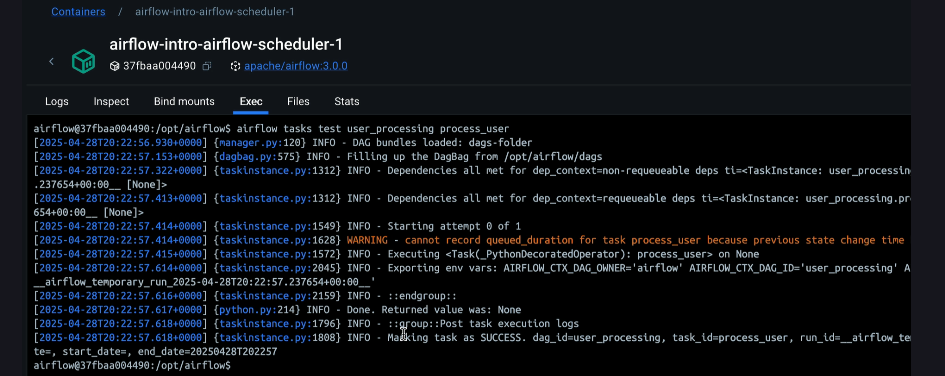 Containers / airflow-intro-airflow-scheduler-1
airflow-intro-airflow-scheduler-1
37fbaa004490 apache/airflow:3.0.0
Logs Inspect Bind mounts Exec Files Stats
airflow@37fbaa004490:/opt/airflow$ airflow tasks test user_processing process_user
[2025-04-28T20:22:56.930+0000] {manager.py:120} INFO - DAG bundles loaded: dags-folder
[2025-04-28T20:22:57.153+0000] {dagbag.py:575} INFO - Filling up the DagBag from /opt/airflow/dags
[2025-04-28T20:22:57.322+0000] {taskinstance.py:1312} INFO - Dependencies all met for dep_context=non-requeueable deps ti=<TaskInstance: user_processin
.237654+00:00__ [None]>
[2025-04-28T20:22:57.413+0000] {taskinstance.py:1312} INFO - Dependencies all met for dep_context=requeueable deps ti=<TaskInstance: user_processing.pr
654+00:00__ [None]>
[2025-04-28T20:22:57.414+0000] {taskinstance.py:1549} INFO - Starting attempt 0 of 1
[2025-04-28T20:22:57.414+0000] {taskinstance.py:1628} WARNING - cannot record queued_duration for task process_user because previous state change time
[2025-04-28T20:22:57.415+0000] {taskinstance.py:1572} INFO - Executing <Task(_PythonDecoratedOperator): process_user> on None
[2025-04-28T20:22:57.614+0000] {taskinstance.py:2045} INFO - Exporting env vars: AIRFLOW_CTX_DAG_OWNER='airflow' AIRFLOW_CTX_DAG_ID='user_processing' A
__airflow_temporary_run_2025-04-28T20:22:57.237654+00:00__'
[2025-04-28T20:22:57.616+0000] {taskinstance.py:2159} INFO - ::endgroup::
[2025-04-28T20:22:57.617+0000] {python.py:214} INFO - Done. Returned value was: None
[2025-04-28T20:22:57.618+0000] {taskinstance.py:1796} INFO - ::group::Post task execution logs
[2025-04-28T20:22:57.618+0000] {taskinstance.py:1808} INFO - Marking task as SUCCESS. dag_id=user_processing, task_id=process_user, run_id=__airflow_te
te=, start_date=, end_date=20250428T202257
airflow@37fbaa004490:/opt/airflow$